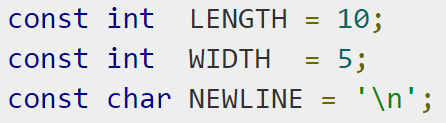 const int  LENGTH = 10;
const int  WIDTH  = 5;
const char NEWLINE = '\n';